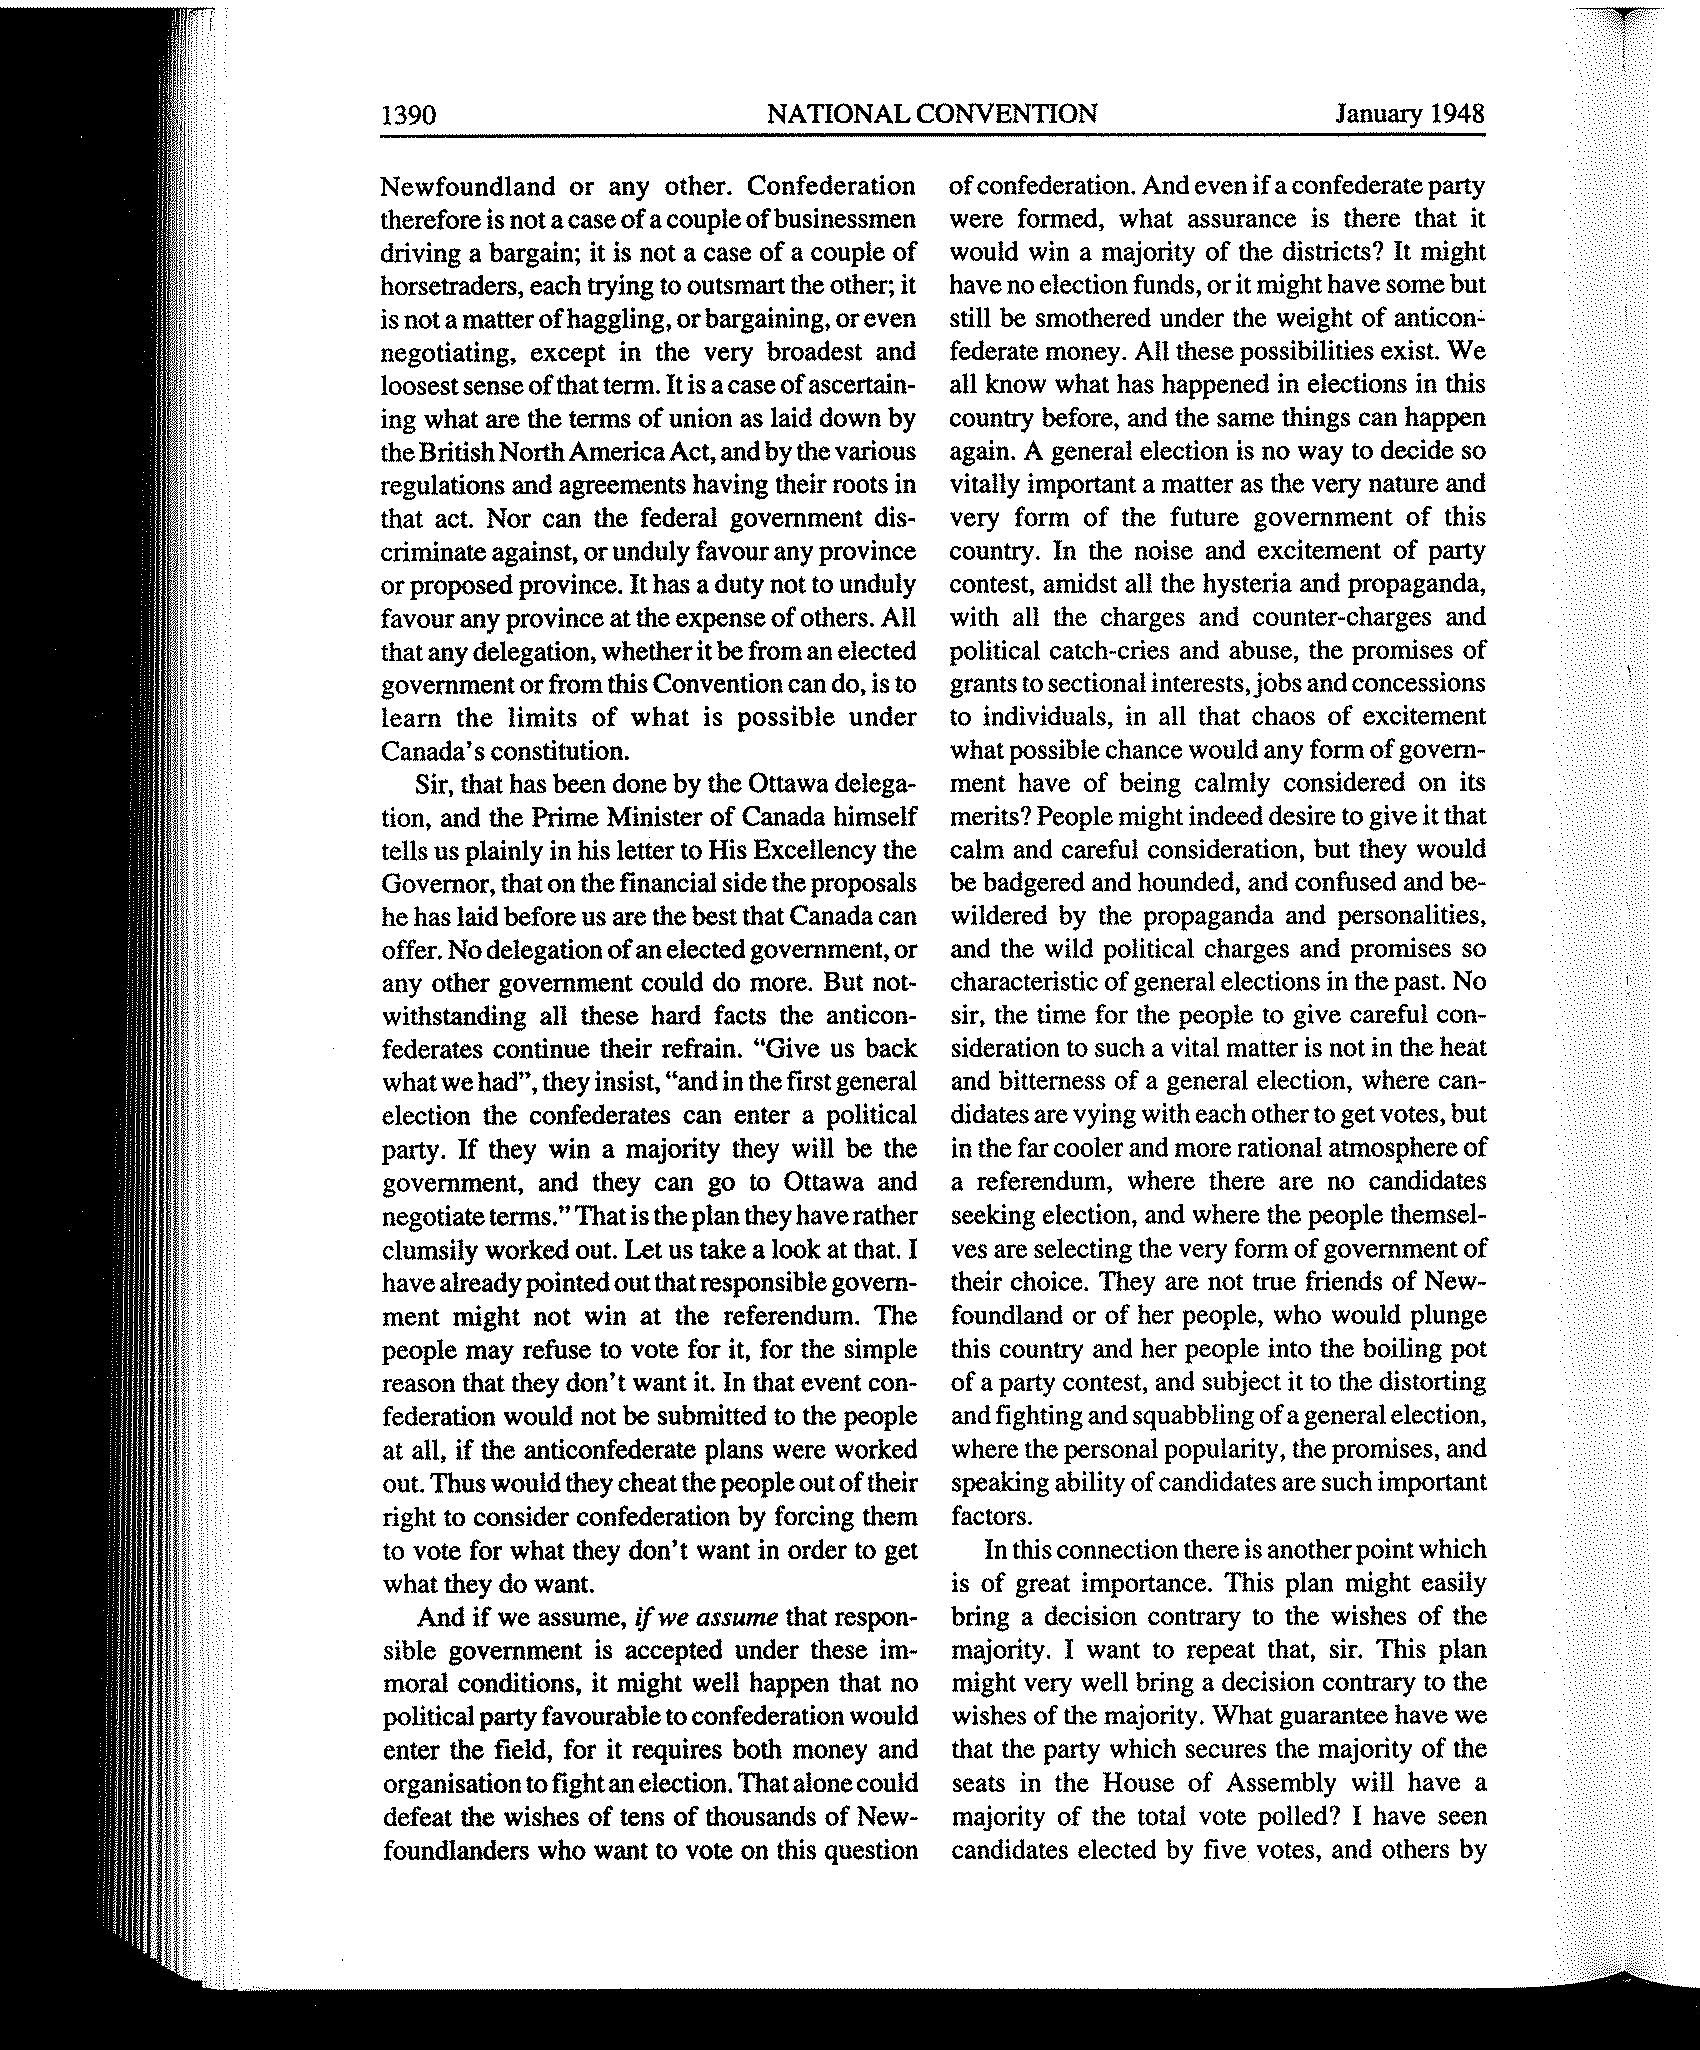 1390 NATIONAL CONVENTION January 1948
Newfoundland or any other. Confederation
therefore is not a case of a couple of businessmen
driving a bargain; it is not a case of a couple of
horsetraders, each trying to outsmart the other; it
is not a matter of haggling, or bargaining, or even
negotiating, except in the very broadest and
loosest sense of that term. It is a case of ascertain-
ing what are the terms of union as laid down by
the British North America Act, and by the various
regulations and agreements having their roots in
that act. Nor can the federal government dis-
criminate against, or unduly favour any province
or proposed province. It has a duty not to unduly
favour any province at the expense of others. All
that any delegation, whether it be from an elected
government or from this Convention can do, is to
learn the limits of what is possible under
Canada's constitution.
Sir, that has been done by the Ottawa delega-
tion, and the Prime Minister of Canada himself
tells us plainly in his letter to His Excellency the
Governor, that on the financial side the proposals
he has laid before us are the best that Canada can
offer. No delegation of an elected government, or
any other government could do more. But not-
withstanding all these hard facts the anticon-
federates continue their refrain. "Give us back
what we had", they insist, "and in the first general
election the confederates can enter a political
party. If they win a majority they will be the
government, and they can go to Ottawa and
negotiate terms." That is the plan they have rather
clumsily worked out. Let us take a look at that. I
have already pointed out that responsible govern-
ment might not win at the referendum. The
people may refuse to vote for it, for the simple
reason that they don't want it. In that event con-
federation would not be submitted to the people
at all, if the anticonfederate plans were worked
out. Thus would they cheat the people out of their
right to consider confederation by forcing them
to vote for what they don't want in order to get
what they do want.
And if we assume, if we assume that respon-
sible government is accepted under these im-
moral conditions, it might well happen that no
political party favourable to confederation would
enter the field, for it requires both money and
organisation to fight an election. That alone could
defeat the wishes of tens of thousands of New-
foundlanders who want to vote on this question
of confederation. And even if a confederate party
were formed, what assurance is there that it
would win a majority of the districts? It might
have no election funds, or it might have some but
still be smothered under the weight of anticon-
federate money. All these possibilities exist. We
all know what has happened in elections in this
country before, and the same things can happen
again. A general election is no way to decide so
vitally important a matter as the very nature and
very form of the future government of this
country. In the noise and excitement of party
contest, amidst all the hysteria and propaganda,
with all the charges and counter-charges and
political catch-cries and abuse, the promises of
grants to sectional interests, jobs and concessions
to individuals, in all that chaos of excitement
what possible chance would any form of govern-
ment have of being calmly considered on its
merits? People might indeed desire to give it that
calm and careful consideration, but they would
be badgered and hounded, and confused and be-
wildered by the propaganda and personalities,
and the wild political charges and promises so
characteristic of general elections in the past. No
sir, the time for the people to give careful con-
sideration to such a vital matter is not in the heat
and bitterness of a general election, where can-
didates are vying with each other to get votes, but
in the far cooler and more rational atmosphere of
a referendum, where there are no candidates
seeking election, and where the people themsel-
ves are selecting the very form of government of
their choice. They are not true friends of New-
foundland or of her people, who would plunge
this country and her people into the boiling pot
of a party contest, and subject it to the distorting
and fighting and squabbling of a general election,
where the personal popularity, the promises, and
speaking ability of candidates are such important
factors.
In this connection there is another point which
is of great importance. This plan might easily
bring a decision contrary to the wishes of the
majority. I want to repeat that, sir. This plan
might very well bring a decision contrary to the
wishes of the majority. What guarantee have we
that the party which secures the majority of the
seats in the House of Assembly will have a
majority of the total vote polled? I have seen
candidates elected by five votes, and others by